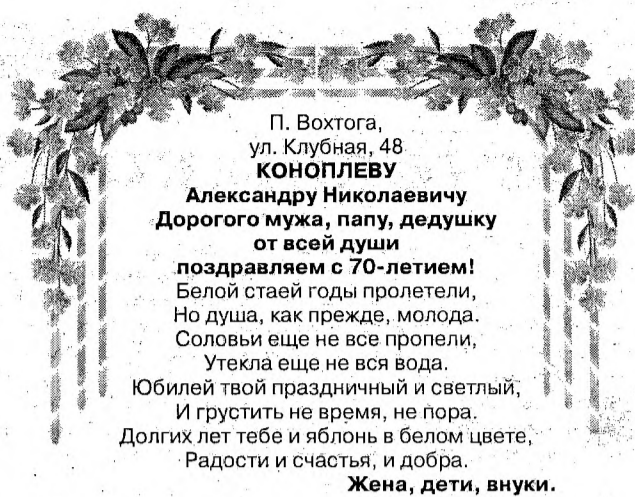 П. Вохтога,
ул. Клубная, 48
КОНОПЛЕВУ
Александру Николаевичу
Дорогого мужа, папу, дедушку
от всей души
поздравляем с 70-летием!
Белой стаей годы пролетели,
Но душа, как прежде, молода.
Соловьи еще не все пропели,
Утекла еще не вся вода.
Юбилей твой праздничный и светлый,
И грустить не время, не пора.
Долгих лет тебе и яблонь в белом цвете,
Радости и счастья, и добра.
Жена, дети, внуки.